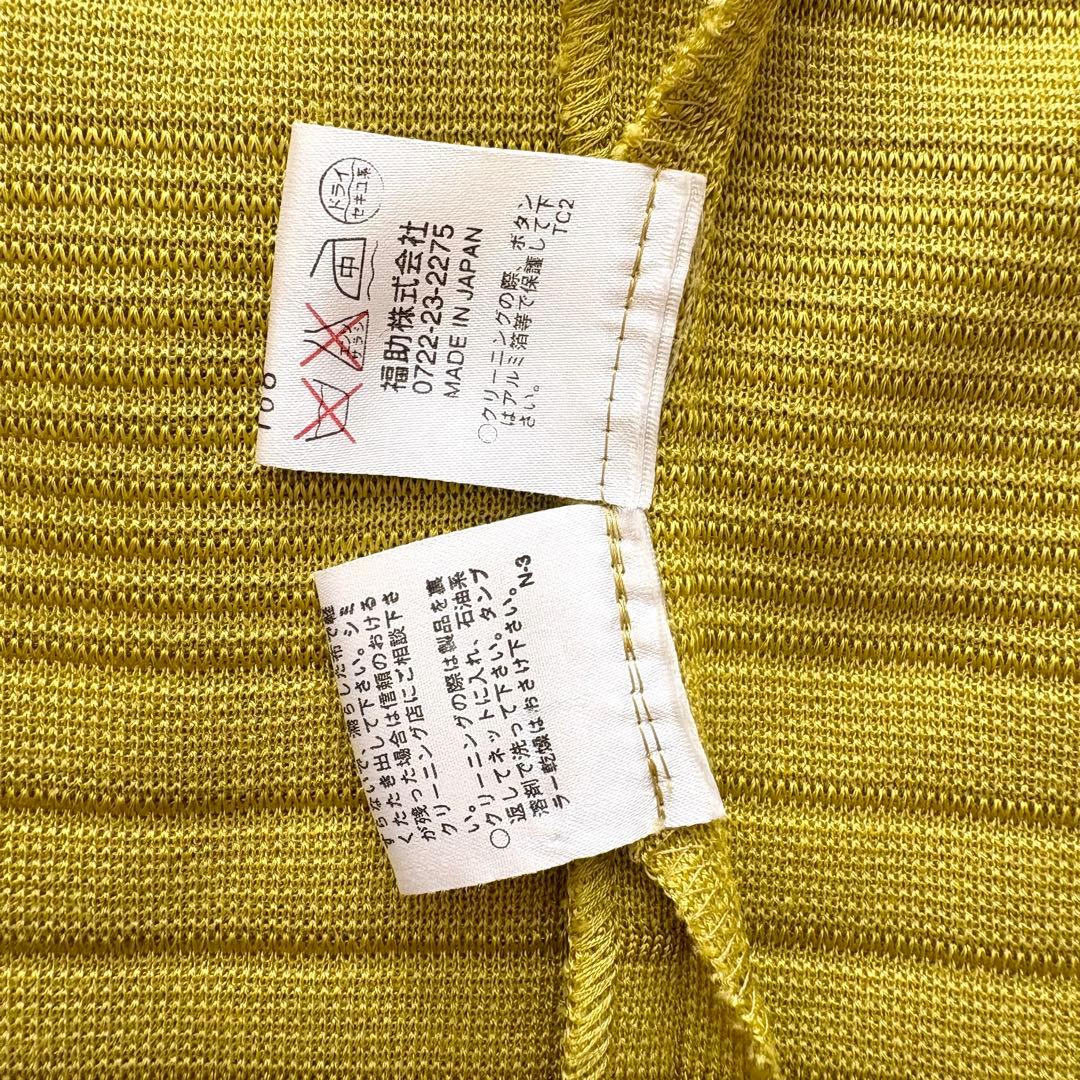 ドライ
セキユ系
中
エンソ
サラシ
福助株式会社
0722-23-2275
MADE IN JAPAN
○クリーニングの際、ボタン
はアルミ箔等で保護して下
さい。
TC2
すらないで、濡らした布で軽
くたたき出して下さい。シミ
が残った場合は信頼のおける
クリーニング店にご相談下さ
い。
○クリーニングの際は製品を裏
返してネットに入れ、石油系
溶剤で洗って下さい。タンブ
ラー乾燥はおさけ下さい。
N-3